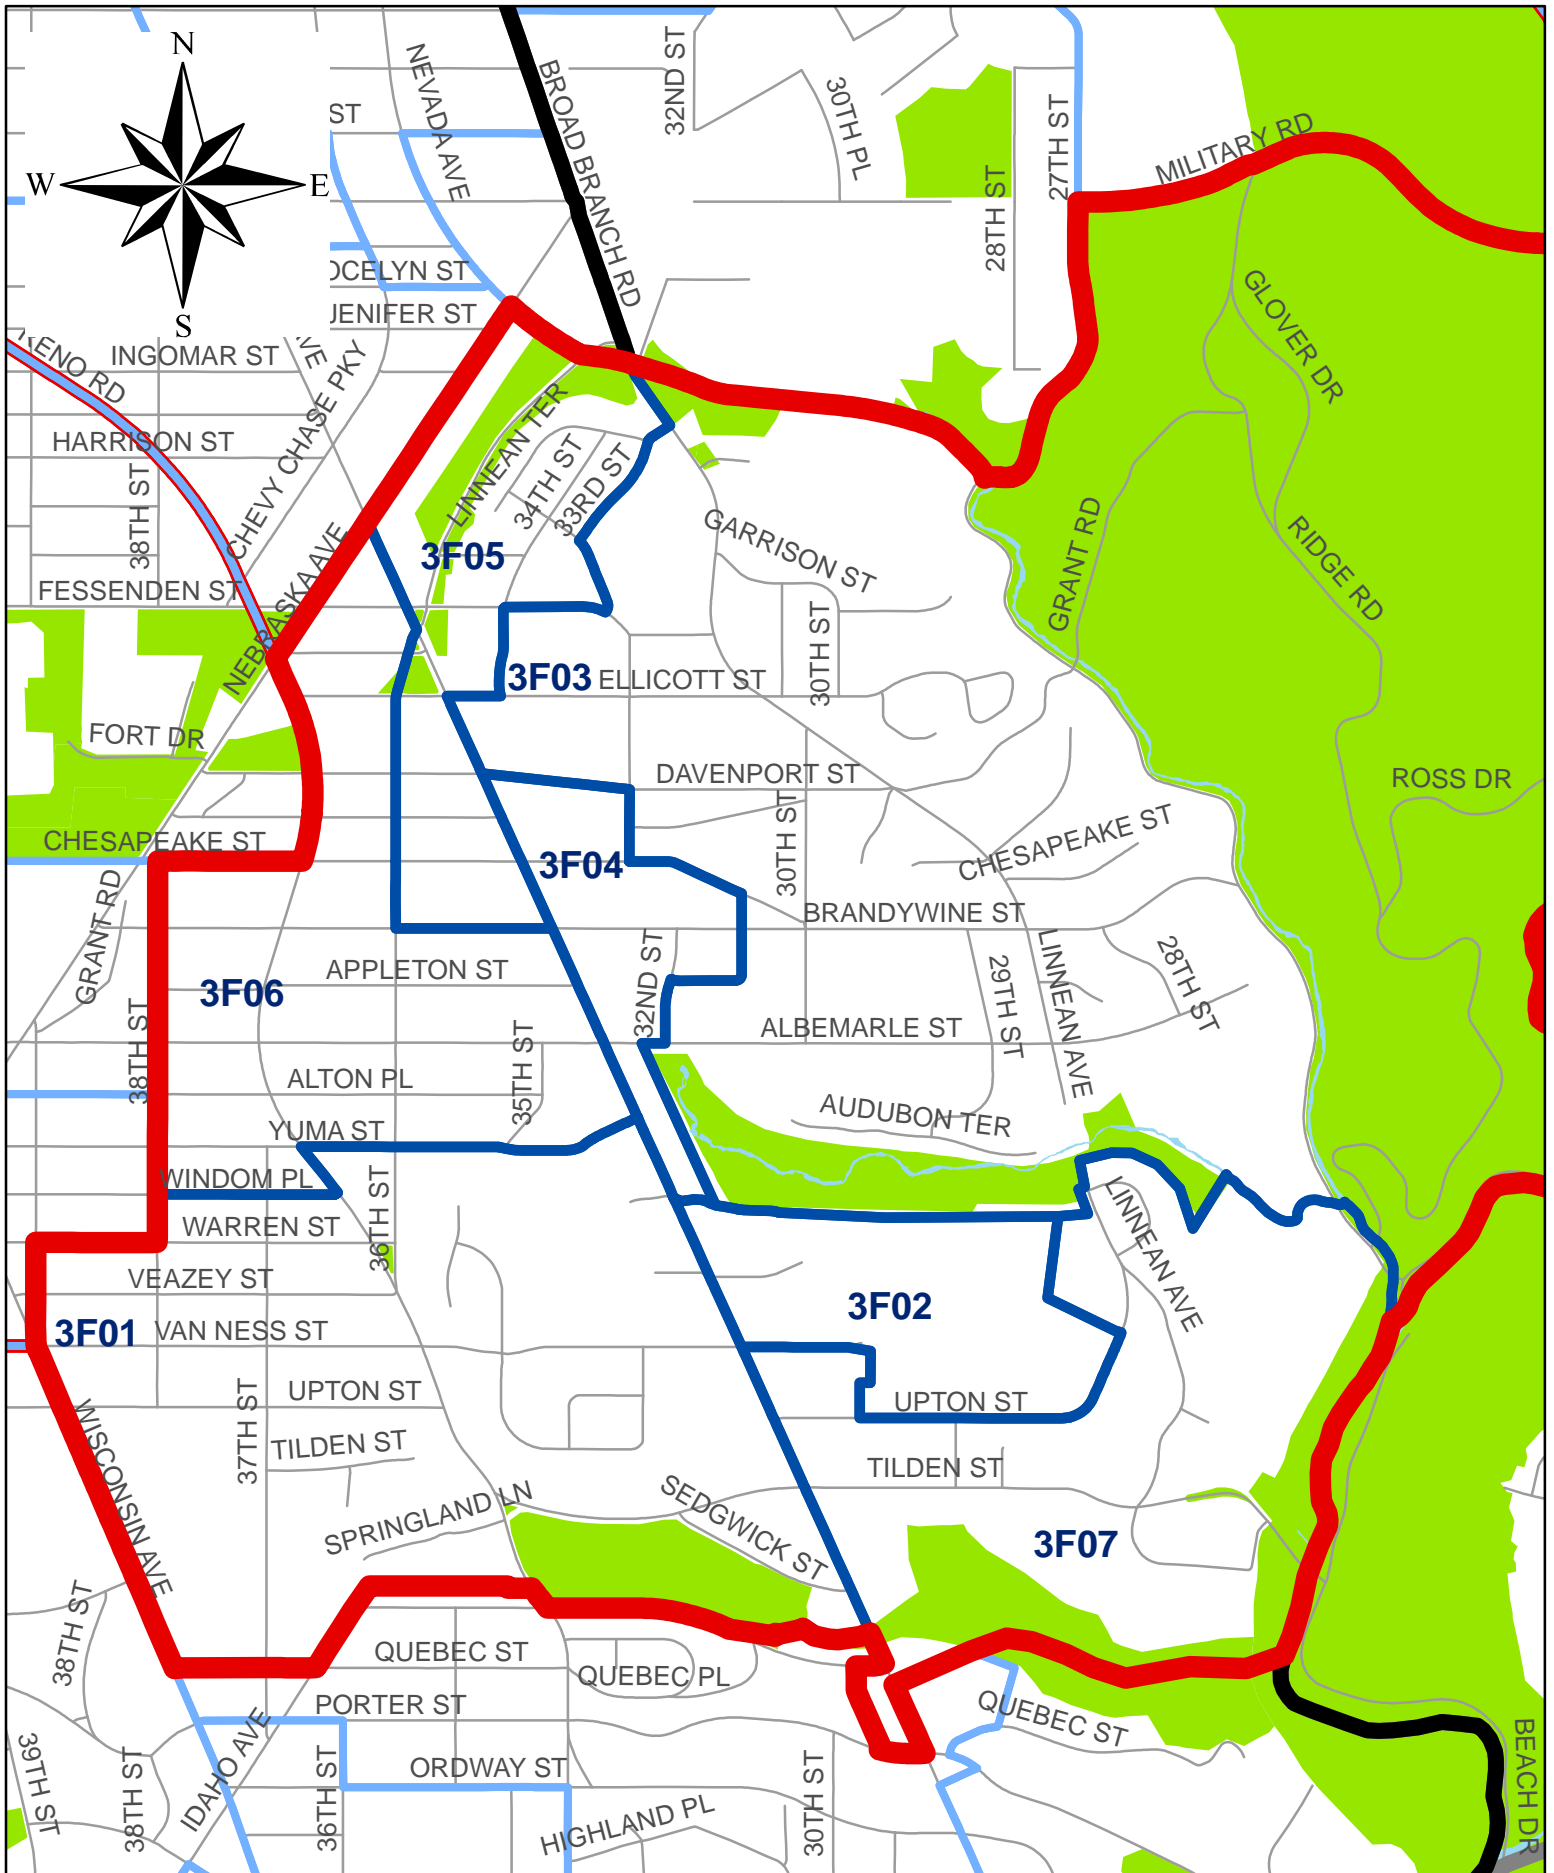 N
W
E
S
ST
NEVADA AVE
BROAD BRANCH RD
32ND ST
30TH PL
28TH ST
27TH ST
MILITARY RD
OCELYN ST
JENIFER ST
INGOMAR ST
AVE
CHEVY CHASE PKY
RENO RD
HARRISON ST
38TH ST
FESSENDEN ST
NEBRASKA AVE
LINNEAN TER
34TH ST
33RD ST
3F05
GARRISON ST
30TH ST
GRANT RD
GLOVER DR
RIDGE RD
ROSS DR
3F03
ELLICOTT ST
FORT DR
DAVENPORT ST
30TH ST
CHESAPEAKE ST
CHESAPEAKE ST
3F04
GRANT RD
BRANDYWINE ST
APPLETON ST
3F06
32ND ST
29TH ST
LINNEAN AVE
28TH ST
38TH ST
ALBEMARLE ST
35TH ST
ALTON PL
AUDUBON TER
YUMA ST
WINDOM PL
36TH ST
WARREN ST
LINNEAN AVE
VEAZEY ST
3F02
3F01
VAN NESS ST
UPTON ST
UPTON ST
37TH ST
WISCONSIN AVE
TILDEN ST
TILDEN ST
SPRINGLAND LN
SEDGWICK ST
3F07
38TH ST
QUEBEC ST
QUEBEC PL
PORTER ST
QUEBEC ST
IDAHO AVE
39TH ST
38TH ST
36TH ST
ORDWAY ST
HIGHLAND PL
30TH ST
BEACH DR